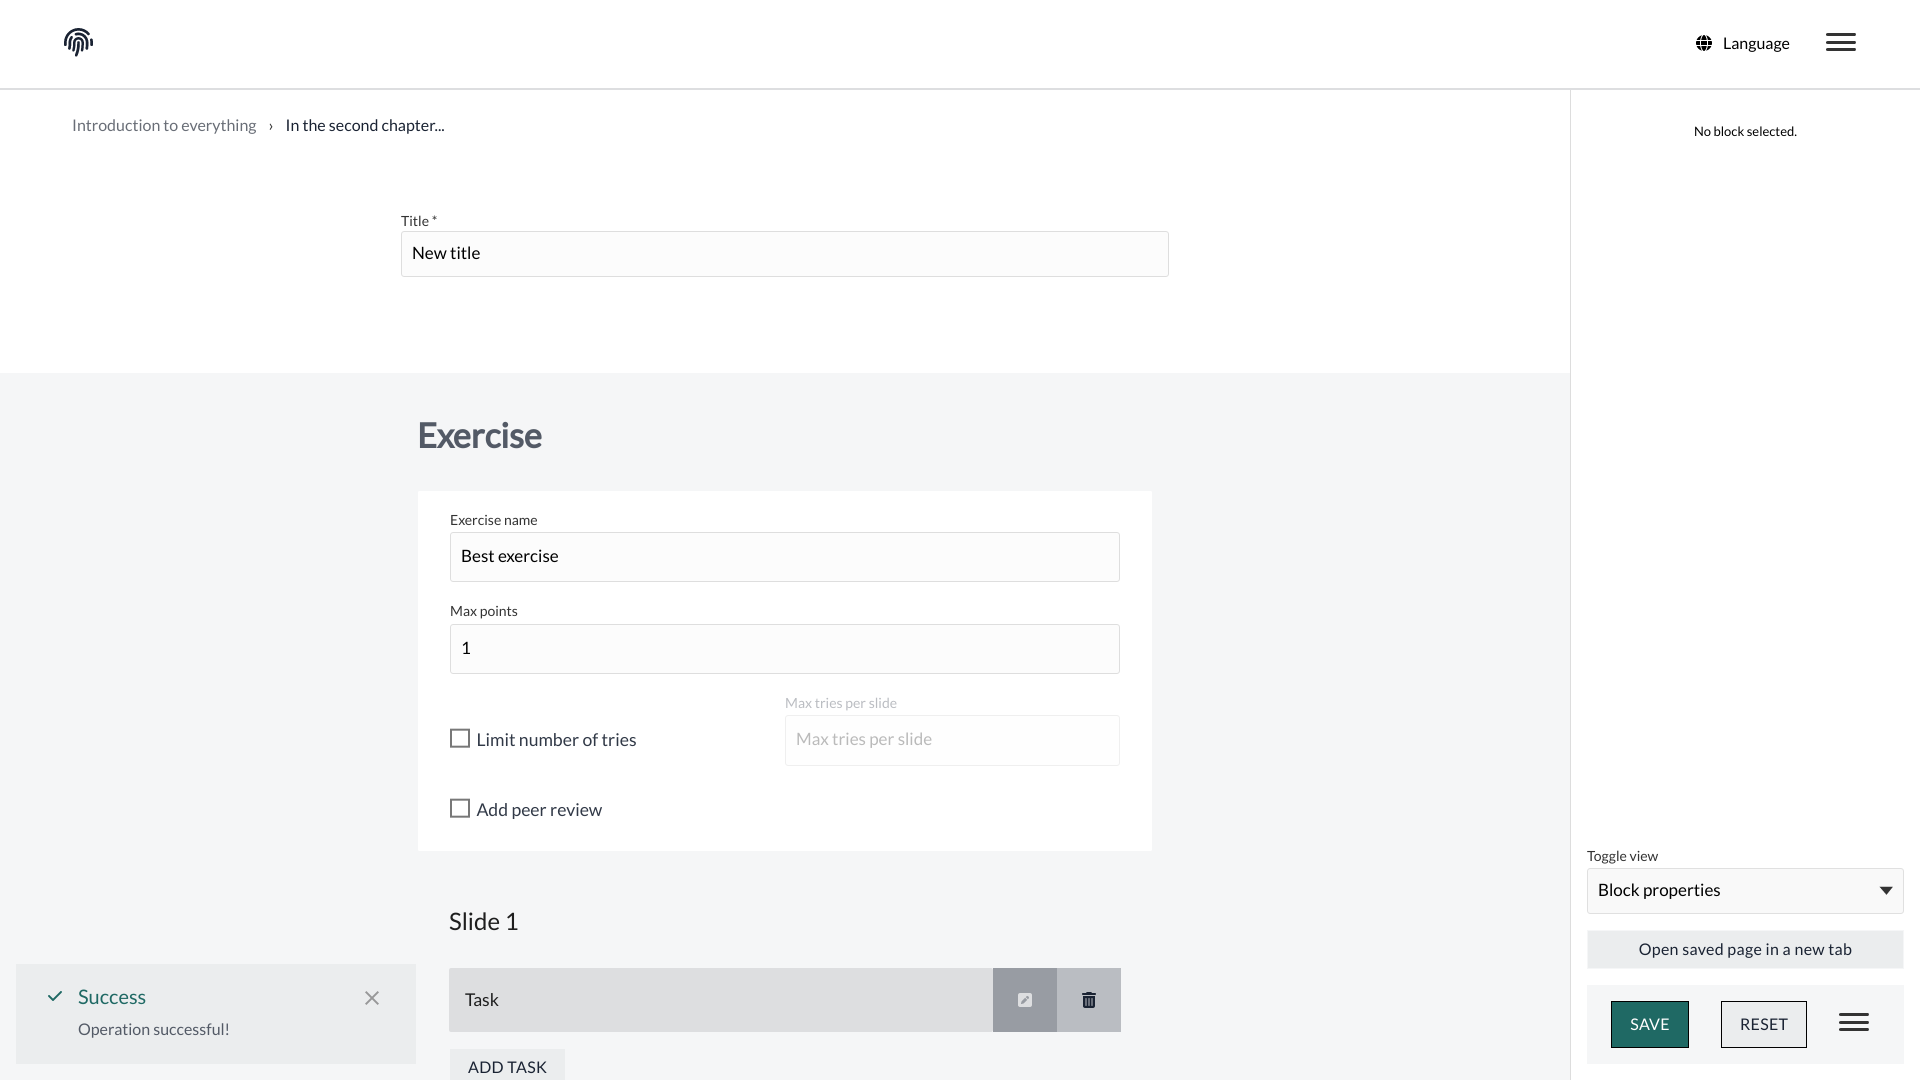 Language
Introduction to everything › In the second chapter...
No block selected.
Title *
New title
Exercise
Exercise name
Best exercise
Max points
1
Max tries per slide
Limit number of tries
Max tries per slide
Add peer review
Toggle view
Block properties
Slide 1
Open saved page in a new tab
Success
Task
Operation successful!
SAVE
RESET
ADD TASK